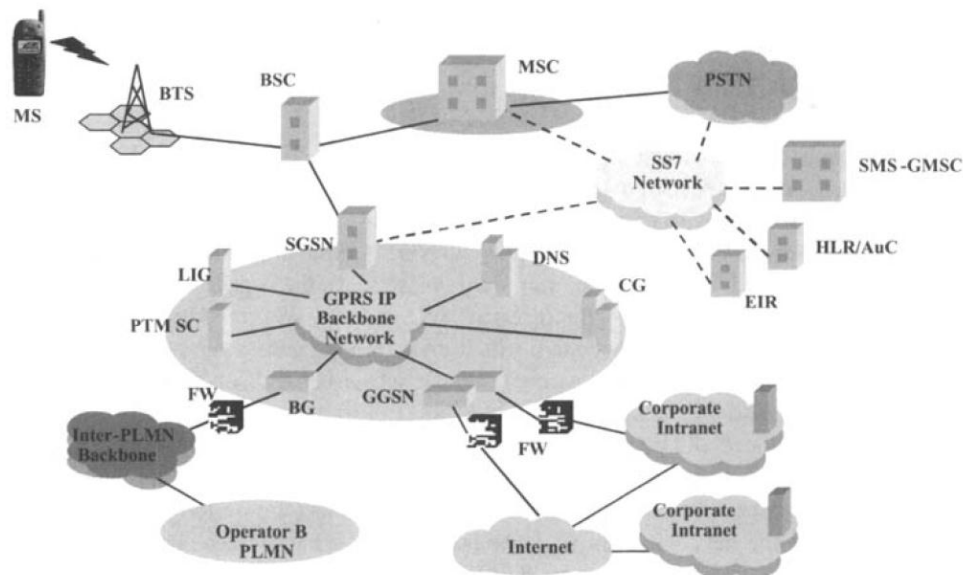 MSC
BSC
PSTN
BTS
MS
SS7
Network
SMS-GMSC
SGSN
DNS
HLR/AuC
LIG
CG
EIR
GPRS IP
Backbone
Network
PTM SC
FW
BG
GGSN
Corporate
Intranet
Inter-PLMN
Backbone
FW
Corporate
Intranet
Operator B
PLMN
Internet